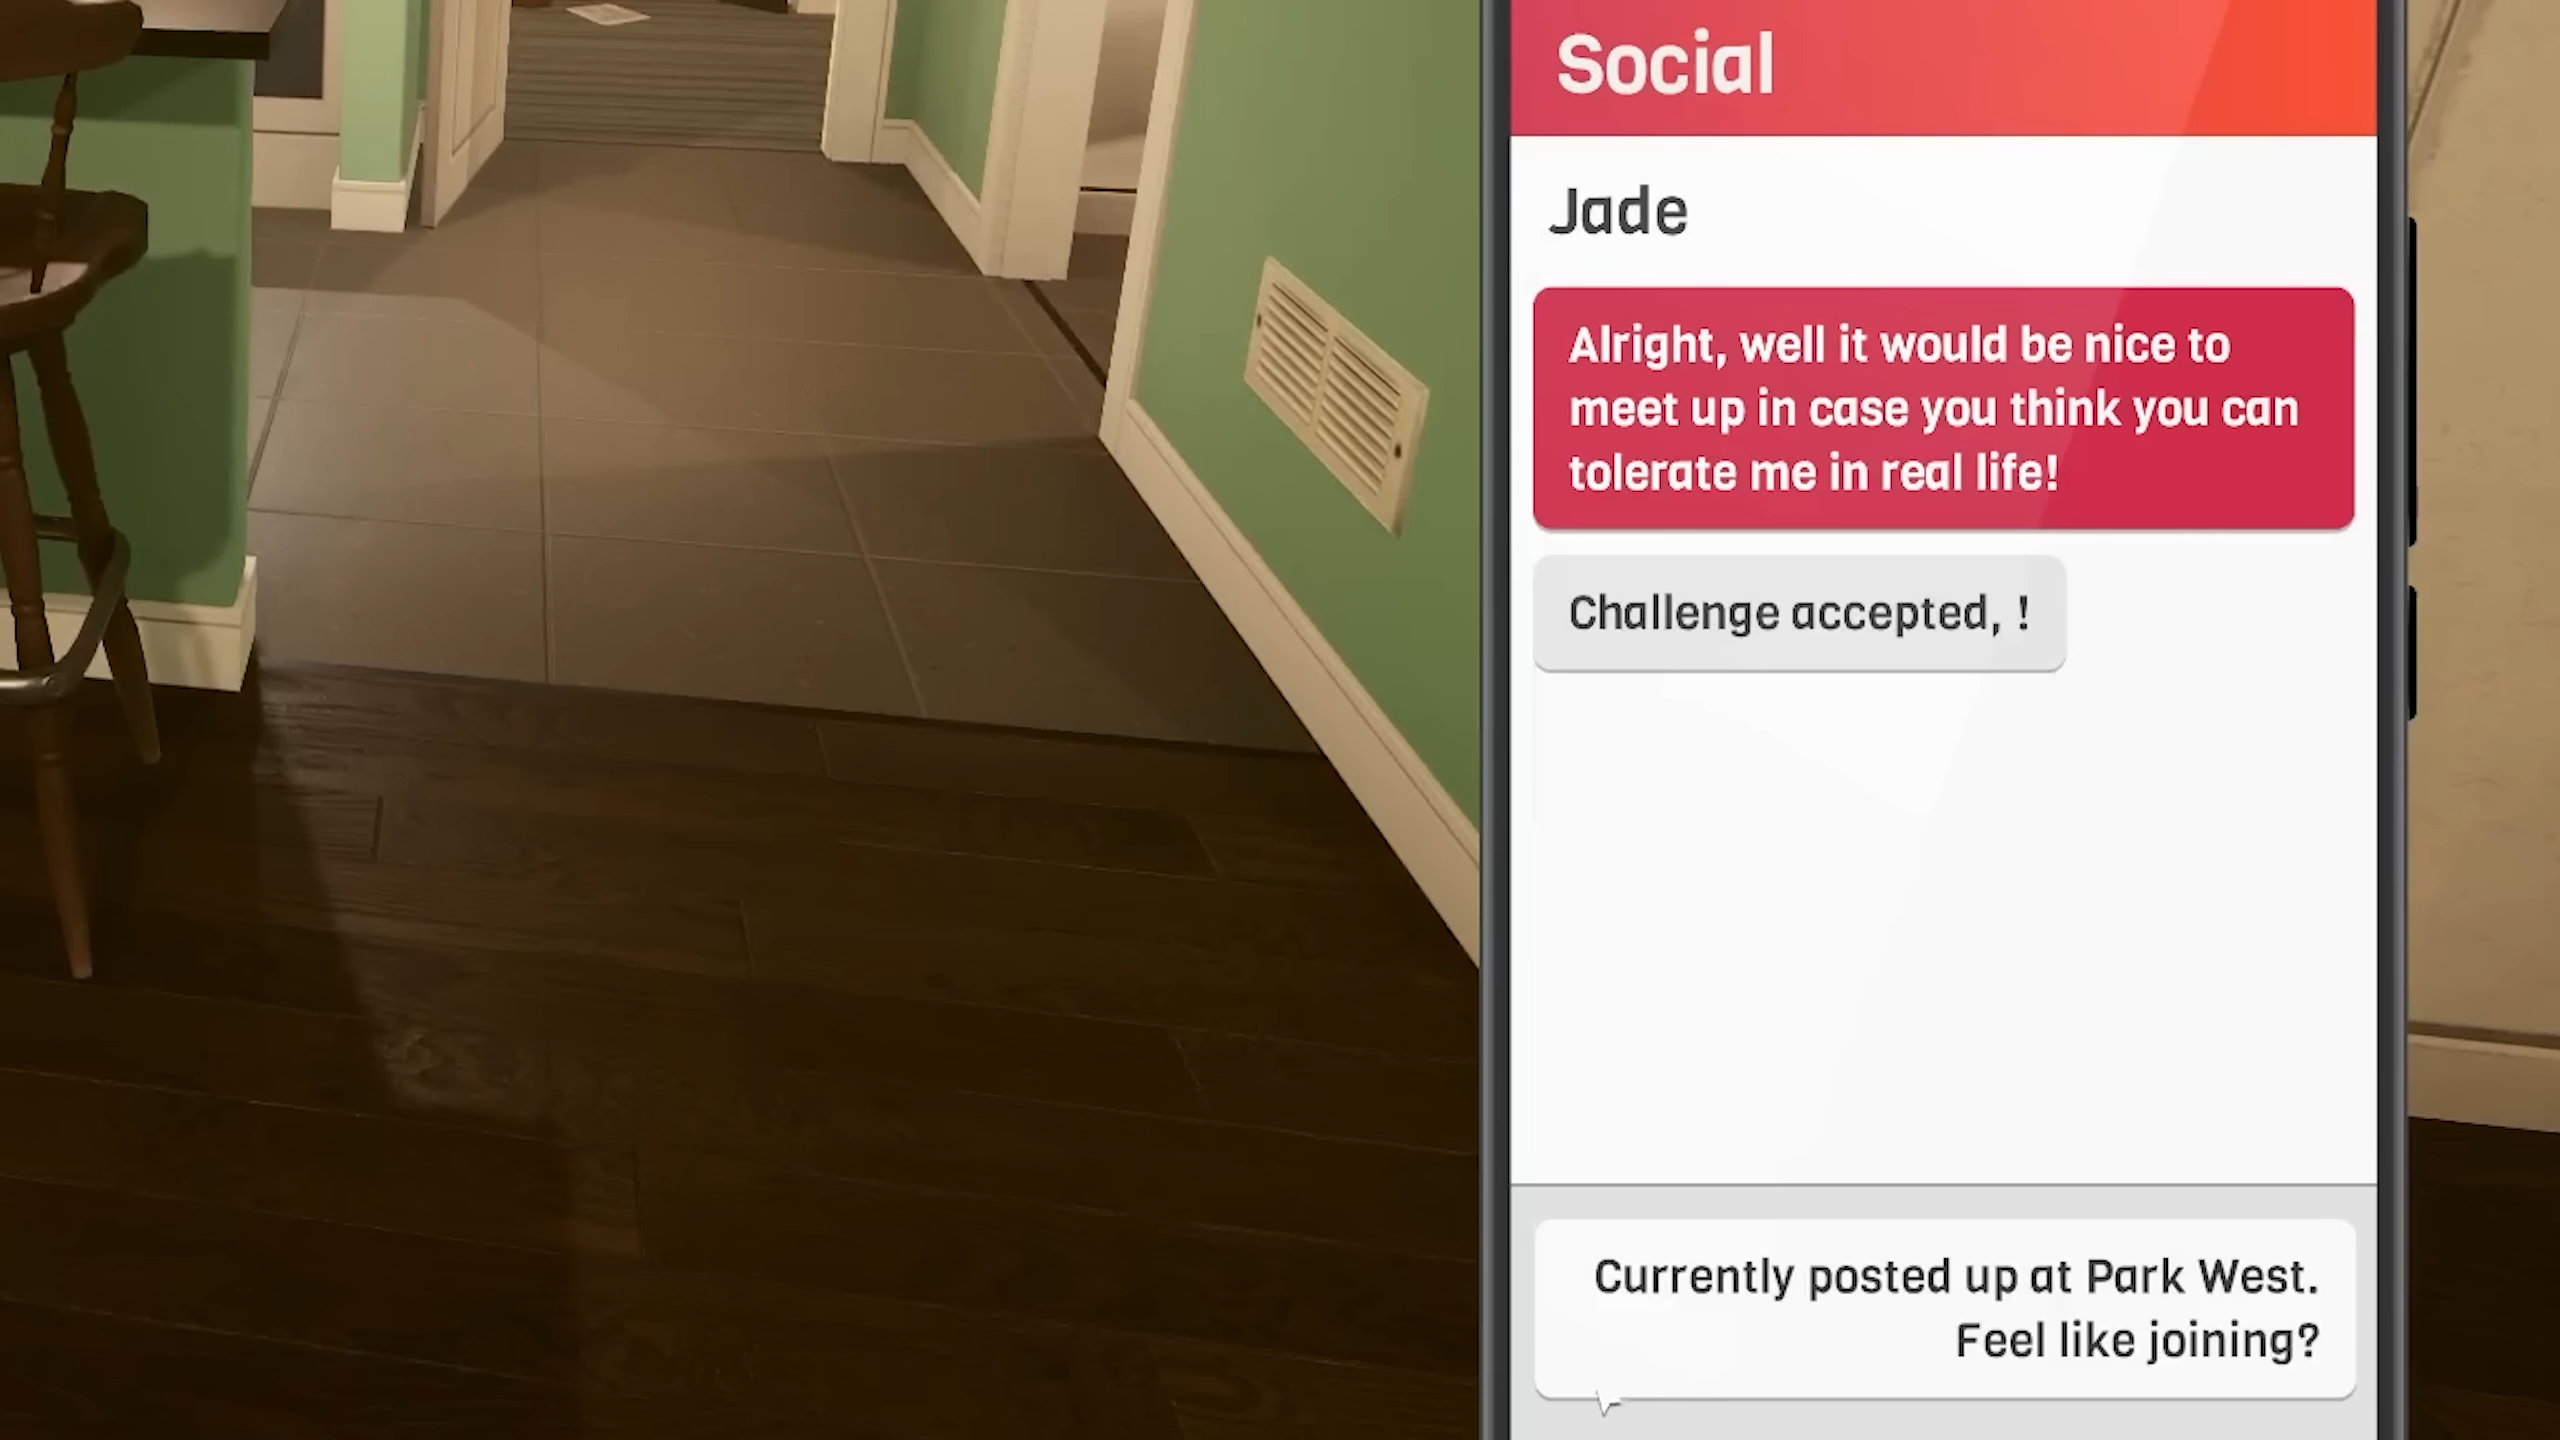 Social
Jade
Alright, well it would be nice to
meet up in case you think you can
tolerate me in real life!
Challenge accepted, !
Currently posted up at Park West.
Feel like joining?